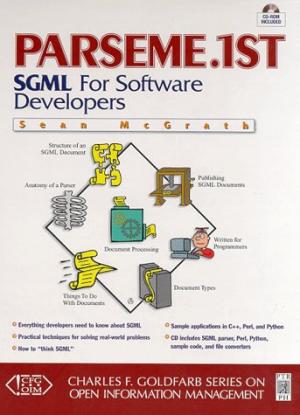 CD-ROM
INCLUDED
PARSEME.1ST
SGML For Software
Developers
Sean McGrath
Structure of an
SGML Document
Anatomy of a Parser
Publishing
SGML Documents
Document Processing
Written for
Programmers
Things To Do
With Documents
Document Types
• Everything developers need to know about SGML
• Practical techniques for solving real-world problems
• How to "think SGML"
• Sample applications in C++, Perl, and Python
• CD includes SGML parser, Perl, Python,
sample code, and file converters
CFG
OIM
CHARLES F. GOLDFARB SERIES ON
OPEN INFORMATION MANAGEMENT
PTR
PH